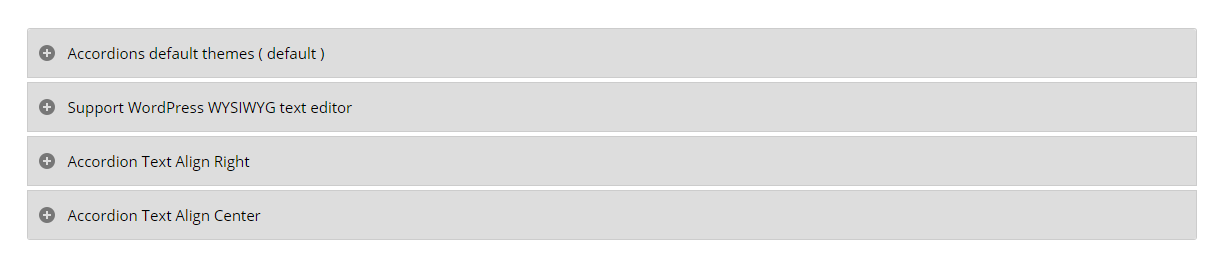 Accordions default themes ( default )
Support WordPress WYSIWYG text editor
Accordion Text Align Right
Accordion Text Align Center